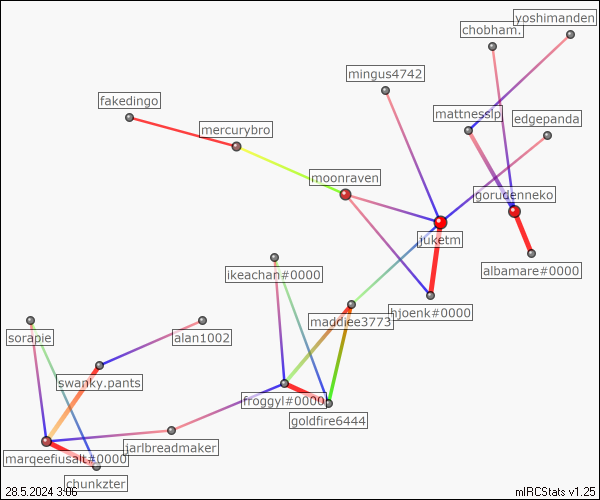 yoshimanden
chobham.
mingus4742
fakedingo
mattnesslp
edgepanda
mercurybro
moonraven
gorudenneko
juketm
ikeachan#0000
albamare#0000
hjoenk#0000
maddiee3773
sorapie
alan1002
swanky.pants
froggyl#0000
goldfire6444
jarlbreadmaker
marqeefiusalt#0000
chunkzter
28.5.2024 3:06
mIRCStats v1.25